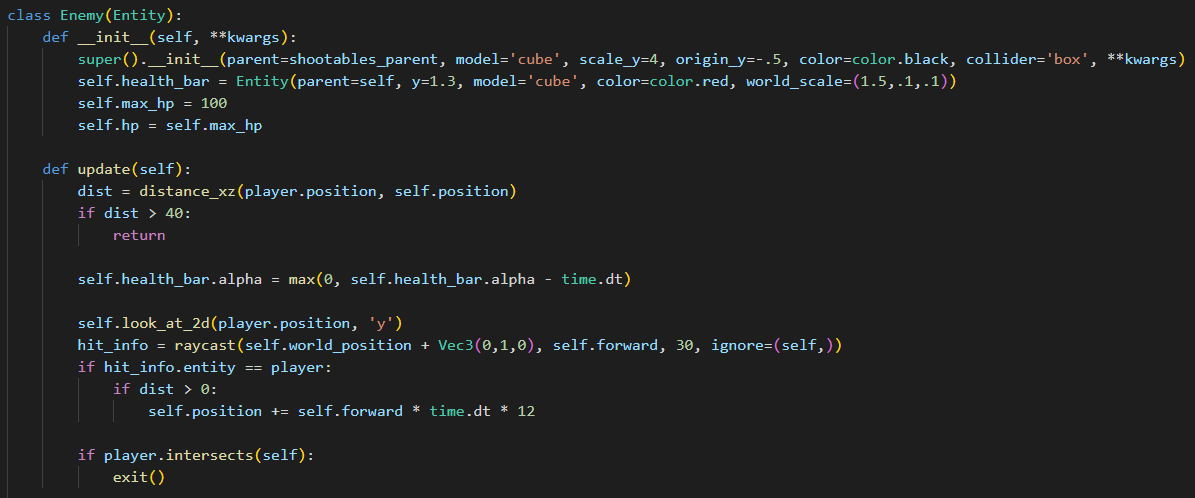 class Enemy(Entity):
    def __init__(self, **kwargs):
        super().__init__(parent=shootables_parent, model='cube', scale_y=4, origin_y=-.5, color=color.black, collider='box', **kwargs)
        self.health_bar = Entity(parent=self, y=1.3, model='cube', color=color.red, world_scale=(1.5,.1,.1))
        self.max_hp = 100
        self.hp = self.max_hp

    def update(self):
        dist = distance_xz(player.position, self.position)
        if dist > 40:
            return

        self.health_bar.alpha = max(0, self.health_bar.alpha - time.dt)

        self.look_at_2d(player.position, 'y')
        hit_info = raycast(self.world_position + Vec3(0,1,0), self.forward, 30, ignore=(self,))
        if hit_info.entity == player:
            if dist > 0:
                self.position += self.forward * time.dt * 12

        if player.intersects(self):
            exit()